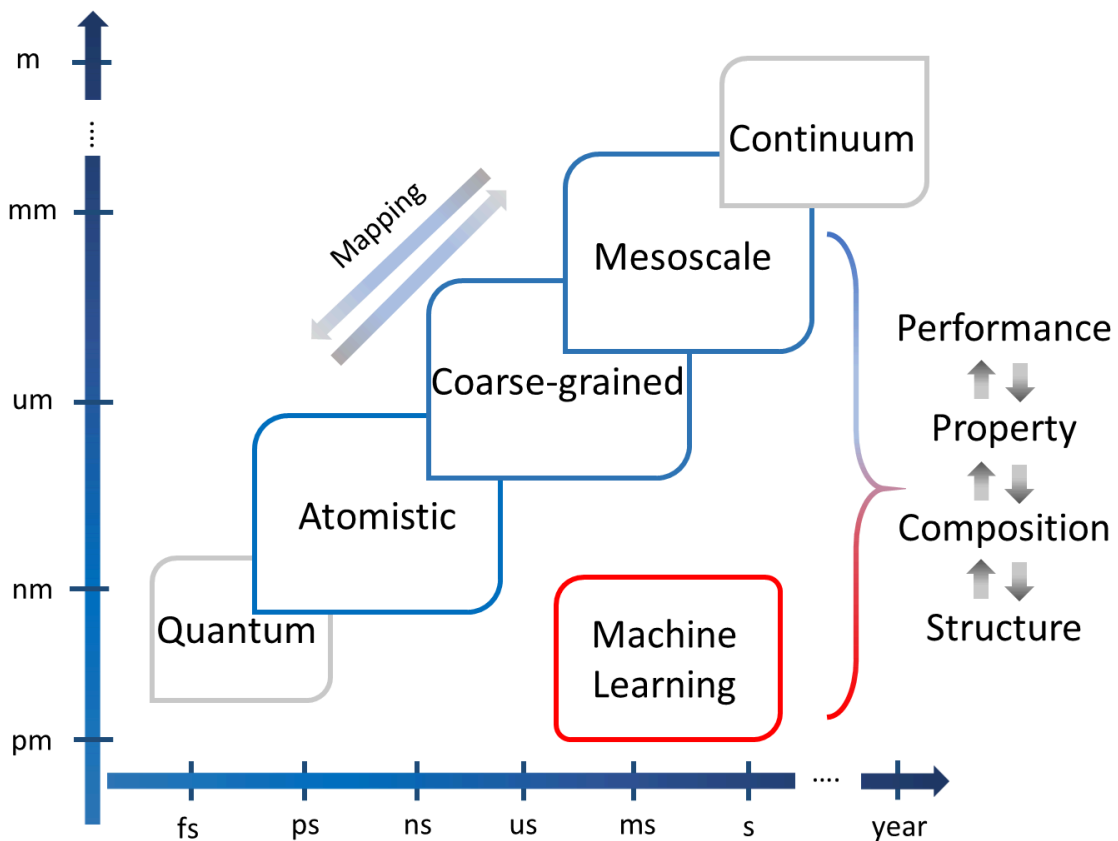 m
....
mm
um
nm
pm
Mapping
Continuum
Mesoscale
Coarse-grained
Atomistic
Quantum
Machine
Learning
Performance
Property
Composition
Structure
....
fs
ps
ns
us
ms
s
year